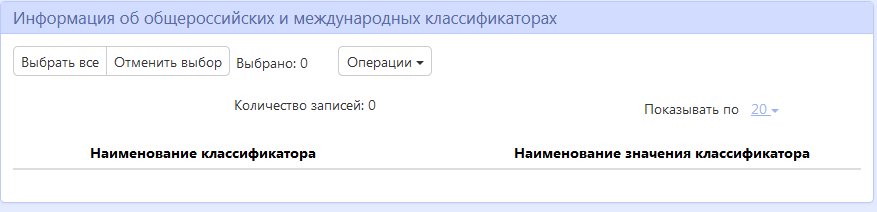 Информация об общероссийских и международных классификаторах
Выбрать все Отменить выбор Выбрано: 0 Операции
Количество записей: 0 Показывать по 20
Наименование классификатора Наименование значения классификатора